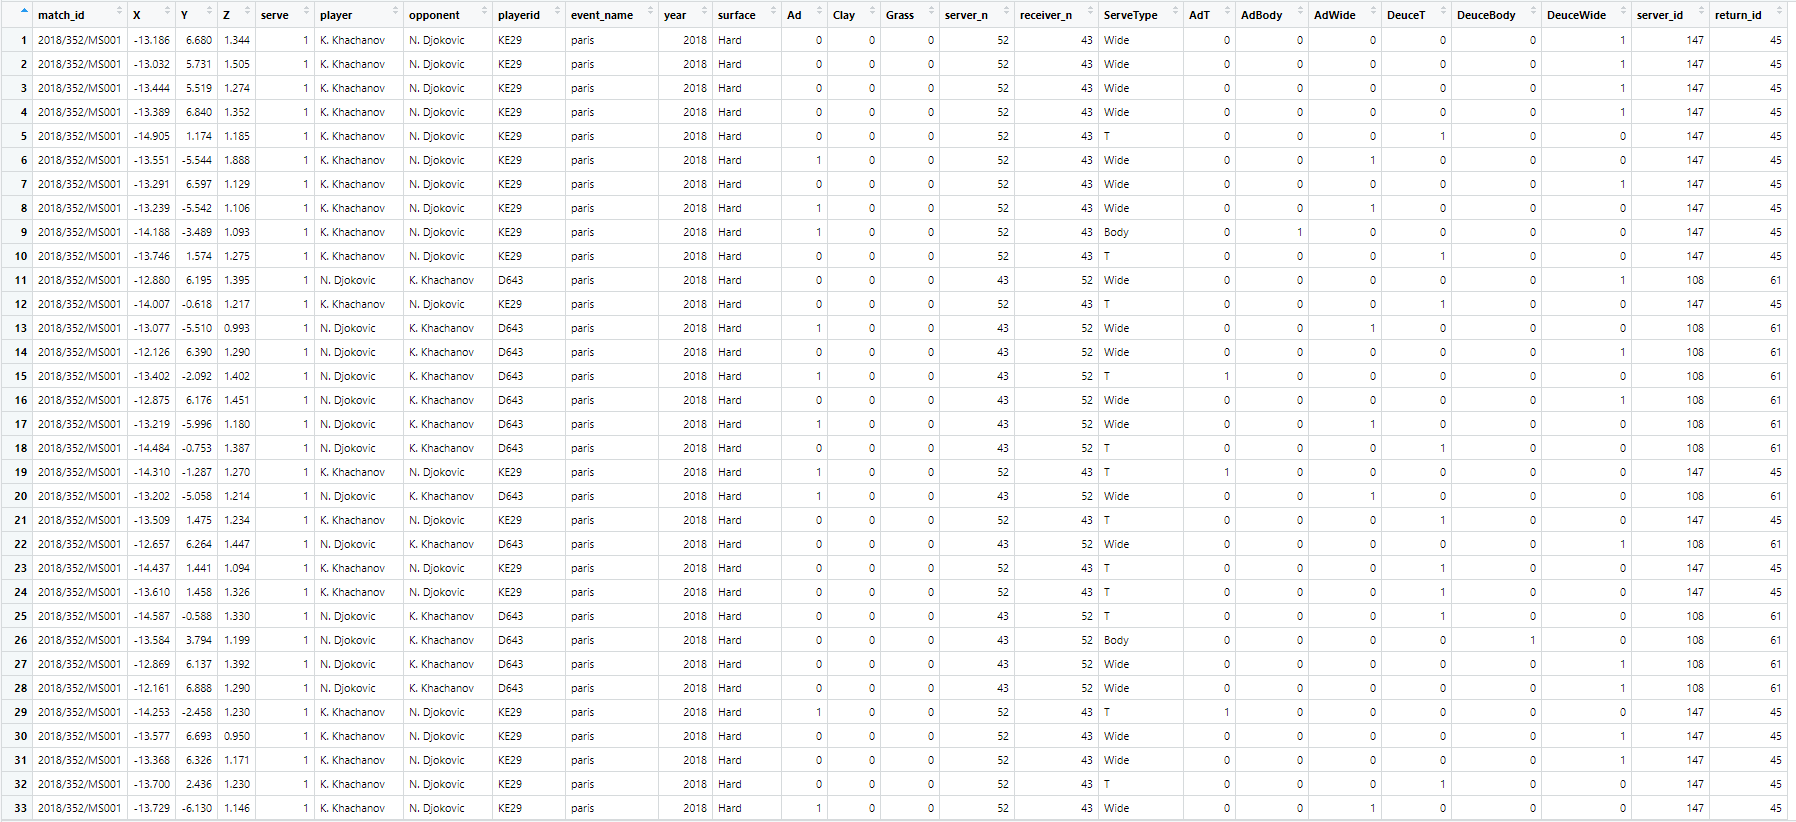 match_id X Y Z serve player opponent playerid event_name year surface Ad Clay Grass server_n receiver_n ServeType AdT AdBody AdWide DeuceT DeuceBody DeuceWide server_id return_id
1 2018/352/MS001 -13.186 6.680 1.344 1 K. Khachanov N. Djokovic KE29 paris 2018 Hard 0 0 0 52 43 Wide 0 0 0 0 0 1 147 45
2 2018/352/MS001 -13.032 5.731 1.505 1 K. Khachanov N. Djokovic KE29 paris 2018 Hard 0 0 0 52 43 Wide 0 0 0 0 0 1 147 45
3 2018/352/MS001 -13.444 5.519 1.274 1 K. Khachanov N. Djokovic KE29 paris 2018 Hard 0 0 0 52 43 Wide 0 0 0 0 0 1 147 45
4 2018/352/MS001 -13.389 6.840 1.352 1 K. Khachanov N. Djokovic KE29 paris 2018 Hard 0 0 0 52 43 Wide 0 0 0 0 0 1 147 45
5 2018/352/MS001 -14.905 1.174 1.185 1 K. Khachanov N. Djokovic KE29 paris 2018 Hard 0 0 0 52 43 T 0 0 0 1 0 0 147 45
6 2018/352/MS001 -13.551 -5.544 1.888 1 K. Khachanov N. Djokovic KE29 paris 2018 Hard 1 0 0 52 43 Wide 0 0 1 0 0 0 147 45
7 2018/352/MS001 -13.291 6.597 1.129 1 K. Khachanov N. Djokovic KE29 paris 2018 Hard 0 0 0 52 43 Wide 0 0 0 0 0 1 147 45
8 2018/352/MS001 -13.239 -5.542 1.106 1 K. Khachanov N. Djokovic KE29 paris 2018 Hard 1 0 0 52 43 Wide 0 0 1 0 0 0 147 45
9 2018/352/MS001 -14.188 -3.489 1.093 1 K. Khachanov N. Djokovic KE29 paris 2018 Hard 1 0 0 52 43 Body 0 1 0 0 0 0 147 45
10 2018/352/MS001 -13.746 1.574 1.275 1 K. Khachanov N. Djokovic KE29 paris 2018 Hard 0 0 0 52 43 T 0 0 0 1 0 0 147 45
11 2018/352/MS001 -12.880 6.195 1.395 1 N. Djokovic K. Khachanov D643 paris 2018 Hard 0 0 0 43 52 Wide 0 0 0 0 0 1 108 61
12 2018/352/MS001 -14.007 -0.618 1.217 1 K. Khachanov N. Djokovic KE29 paris 2018 Hard 0 0 0 52 43 T 0 0 0 1 0 0 147 45
13 2018/352/MS001 -13.077 -5.510 0.993 1 N. Djokovic K. Khachanov D643 paris 2018 Hard 1 0 0 43 52 Wide 0 0 1 0 0 0 108 61
14 2018/352/MS001 -12.126 6.390 1.290 1 N. Djokovic K. Khachanov D643 paris 2018 Hard 0 0 0 43 52 Wide 0 0 0 0 0 1 108 61
15 2018/352/MS001 -13.402 -2.092 1.402 1 N. Djokovic K. Khachanov D643 paris 2018 Hard 1 0 0 43 52 T 1 0 0 0 0 0 108 61
16 2018/352/MS001 -12.875 6.176 1.451 1 N. Djokovic K. Khachanov D643 paris 2018 Hard 0 0 0 43 52 Wide 0 0 0 0 0 1 108 61
17 2018/352/MS001 -13.219 -5.996 1.180 1 N. Djokovic K. Khachanov D643 paris 2018 Hard 1 0 0 43 52 Wide 0 0 1 0 0 0 108 61
18 2018/352/MS001 -14.484 -0.753 1.387 1 N. Djokovic K. Khachanov D643 paris 2018 Hard 0 0 0 43 52 T 0 0 0 1 0 0 108 61
19 2018/352/MS001 -14.310 -1.287 1.270 1 K. Khachanov N. Djokovic KE29 paris 2018 Hard 1 0 0 52 43 T 1 0 0 0 0 0 147 45
20 2018/352/MS001 -13.202 -5.058 1.214 1 N. Djokovic K. Khachanov D643 paris 2018 Hard 1 0 0 43 52 Wide 0 0 1 0 0 0 108 61
21 2018/352/MS001 -13.509 1.475 1.234 1 K. Khachanov N. Djokovic KE29 paris 2018 Hard 0 0 0 52 43 T 0 0 0 1 0 0 147 45
22 2018/352/MS001 -12.657 6.264 1.447 1 N. Djokovic K. Khachanov D643 paris 2018 Hard 0 0 0 43 52 Wide 0 0 0 0 0 1 108 61
23 2018/352/MS001 -14.437 1.441 1.094 1 K. Khachanov N. Djokovic KE29 paris 2018 Hard 0 0 0 52 43 T 0 0 0 1 0 0 147 45
24 2018/352/MS001 -13.610 1.458 1.326 1 K. Khachanov N. Djokovic KE29 paris 2018 Hard 0 0 0 52 43 T 0 0 0 1 0 0 147 45
25 2018/352/MS001 -14.587 -0.588 1.330 1 N. Djokovic K. Khachanov D643 paris 2018 Hard 0 0 0 43 52 T 0 0 0 1 0 0 108 61
26 2018/352/MS001 -13.584 3.794 1.199 1 N. Djokovic K. Khachanov D643 paris 2018 Hard 0 0 0 43 52 Body 0 0 0 0 1 0 108 61
27 2018/352/MS001 -12.869 6.137 1.392 1 N. Djokovic K. Khachanov D643 paris 2018 Hard 0 0 0 43 52 Wide 0 0 0 0 0 1 108 61
28 2018/352/MS001 -12.161 6.888 1.290 1 N. Djokovic K. Khachanov D643 paris 2018 Hard 0 0 0 43 52 Wide 0 0 0 0 0 1 108 61
29 2018/352/MS001 -14.253 -2.458 1.230 1 K. Khachanov N. Djokovic KE29 paris 2018 Hard 1 0 0 52 43 T 1 0 0 0 0 0 147 45
30 2018/352/MS001 -13.577 6.693 0.950 1 K. Khachanov N. Djokovic KE29 paris 2018 Hard 0 0 0 52 43 Wide 0 0 0 0 0 1 147 45
31 2018/352/MS001 -13.368 6.326 1.171 1 K. Khachanov N. Djokovic KE29 paris 2018 Hard 0 0 0 52 43 Wide 0 0 0 0 0 1 147 45
32 2018/352/MS001 -13.700 2.436 1.230 1 K. Khachanov N. Djokovic KE29 paris 2018 Hard 0 0 0 52 43 T 0 0 0 1 0 0 147 45
33 2018/352/MS001 -13.729 -6.130 1.146 1 K. Khachanov N. Djokovic KE29 paris 2018 Hard 1 0 0 52 43 Wide 0 0 1 0 0 0 147 45